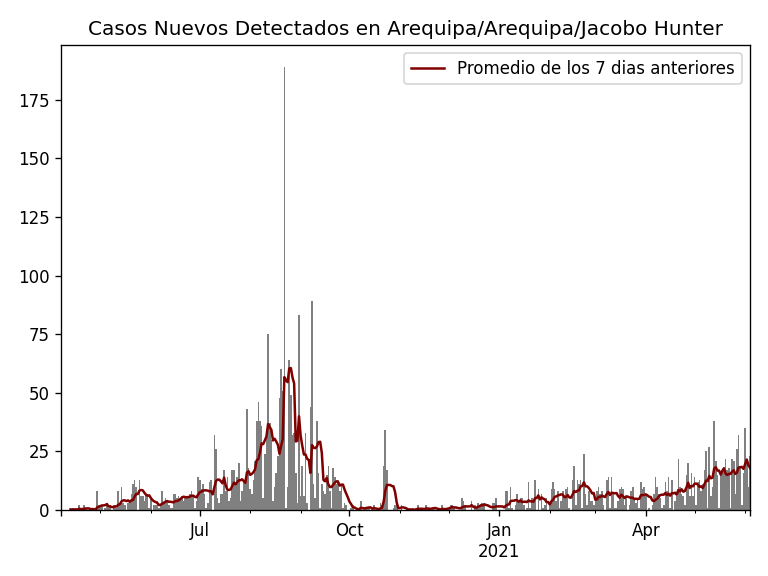 Casos Nuevos Detectados en Arequipa/Arequipa/Jacobo Hunter
Promedio de los 7 dias anteriores
175
150
125
100
75
50
25
0
Jul
Oct
Jan
2021
Apr